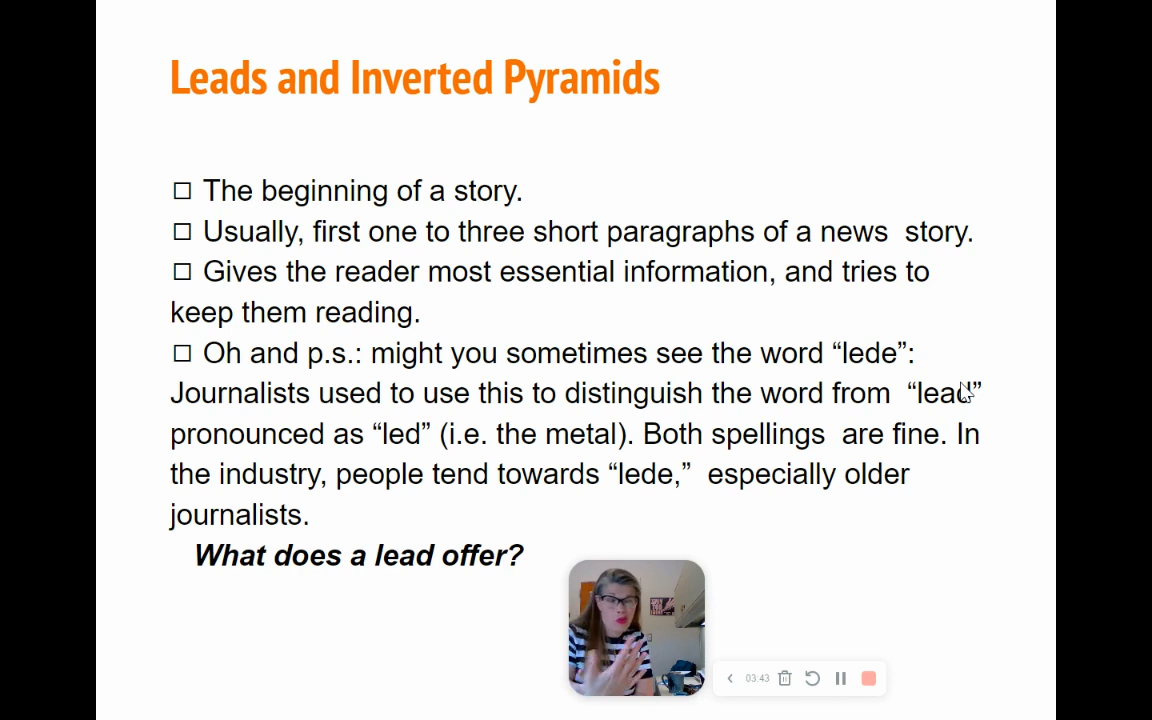 Leads and Inverted Pyramids
☐ The beginning of a story.
☐ Usually, first one to three short paragraphs of a news  story.
☐ Gives the reader most essential information, and tries to
keep them reading.
☐ Oh and p.s.: might you sometimes see the word “lede”:
Journalists used to use this to distinguish the word from  “lead”
pronounced as “led” (i.e. the metal). Both spellings  are fine. In
the industry, people tend towards “lede,”  especially older
journalists.
What does a lead offer?
03:43